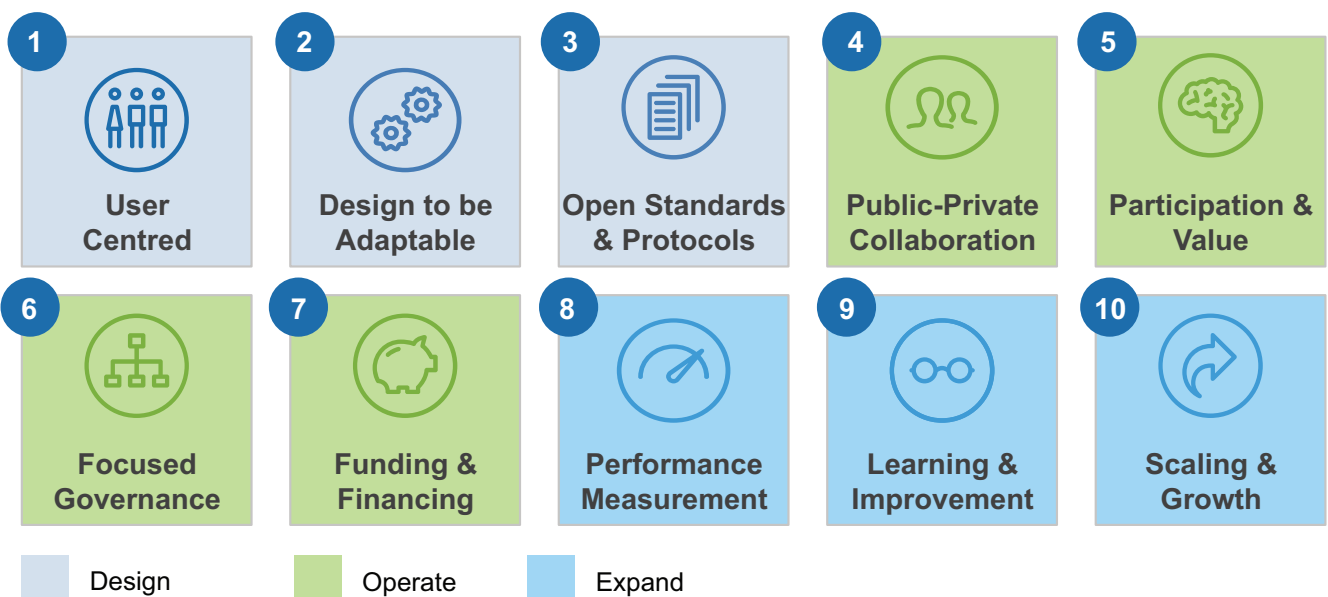 1
User
Centred
2
Design to be
Adaptable
3
Open Standards
& Protocols
4
Public-Private
Collaboration
5
Participation &
Value
6
Focused
Governance
7
Funding &
Financing
8
Performance
Measurement
9
Learning &
Improvement
10
Scaling &
Growth
Design
Operate
Expand